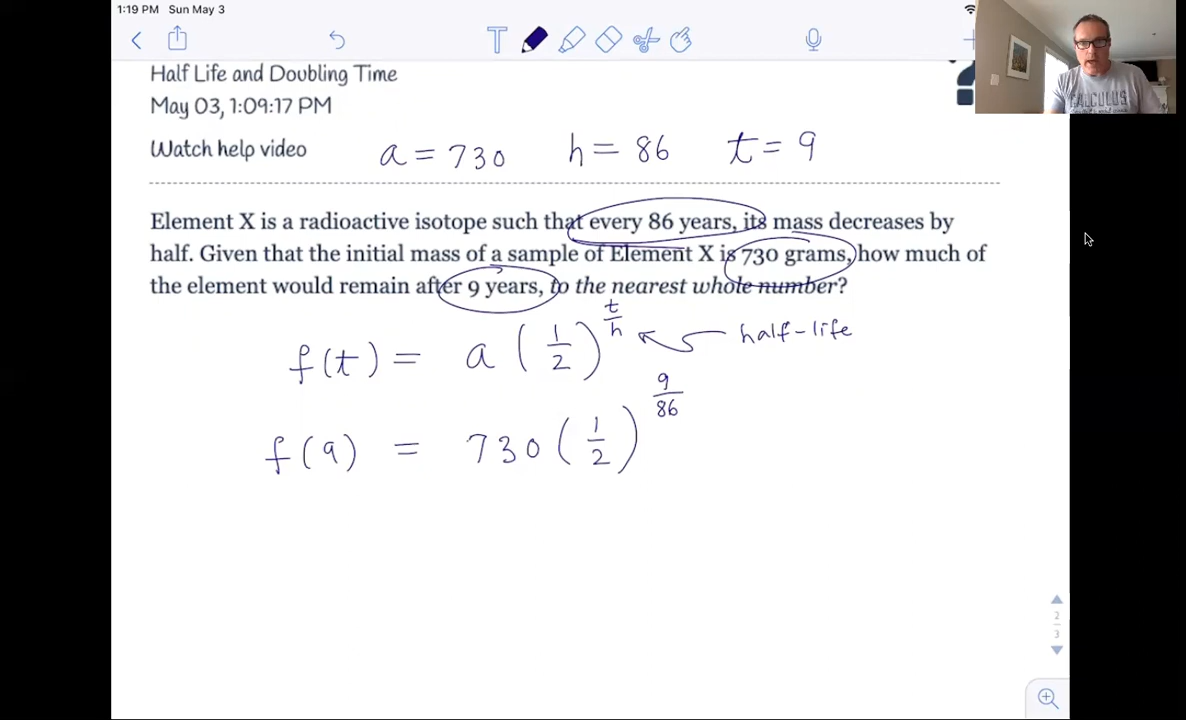 1:19 PM Sun May 3
Half Life and Doubling Time
May 03, 1:09:17 PM
Watch help video
a = 730 h = 86 t = 9
Element X is a radioactive isotope such that every 86 years, its mass decreases by
half. Given that the initial mass of a sample of Element X is 730 grams, how much of
the element would remain after 9 years, to the nearest whole number?
f(t) = a (1/2)^(t/h) half-life
f(9) = 730 (1/2)^(9/86)
CALCULUS
2
3